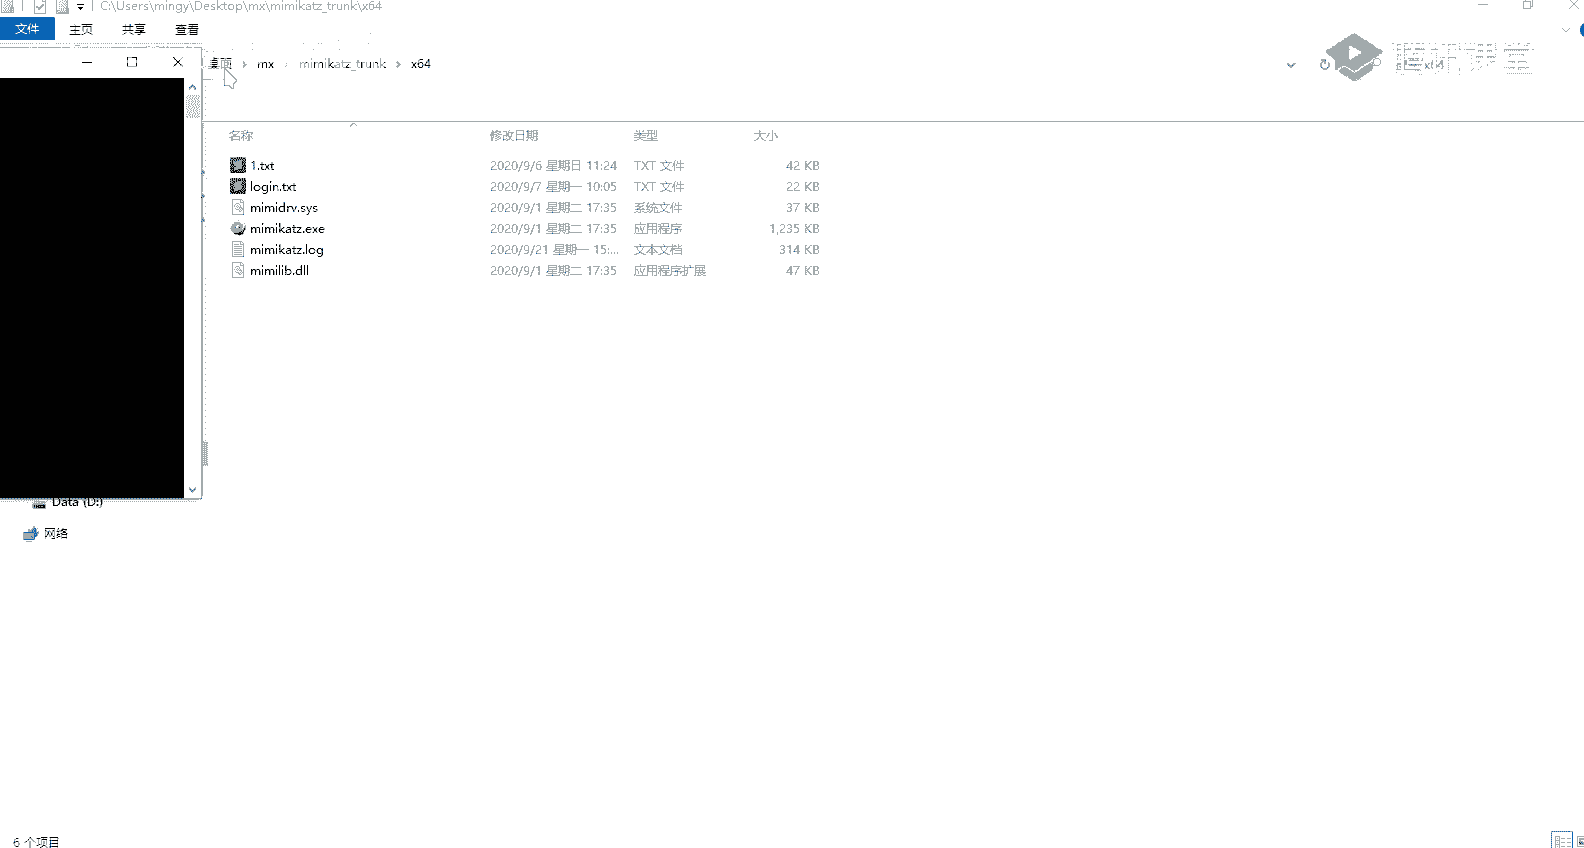 C:\Users\mingy\Desktop\mx\mimikatz_trunk\x64
文件 主页 共享 查看
桌面 mx mimikatz_trunk x64
名称 修改日期 类型 大小
1.txt 2020/9/6 星期日 11:24 TXT 文件 42 KB
login.txt 2020/9/7 星期一 10:05 TXT 文件 22 KB
mimidrv.sys 2020/9/1 星期二 17:35 系统文件 37 KB
mimikatz.exe 2020/9/1 星期二 17:35 应用程序 1,235 KB
mimikatz.log 2020/9/21 星期一 15:... 文本文档 314 KB
mimilib.dll 2020/9/1 星期二 17:35 应用程序扩展 47 KB
Data (D:)
网络
6 个项目